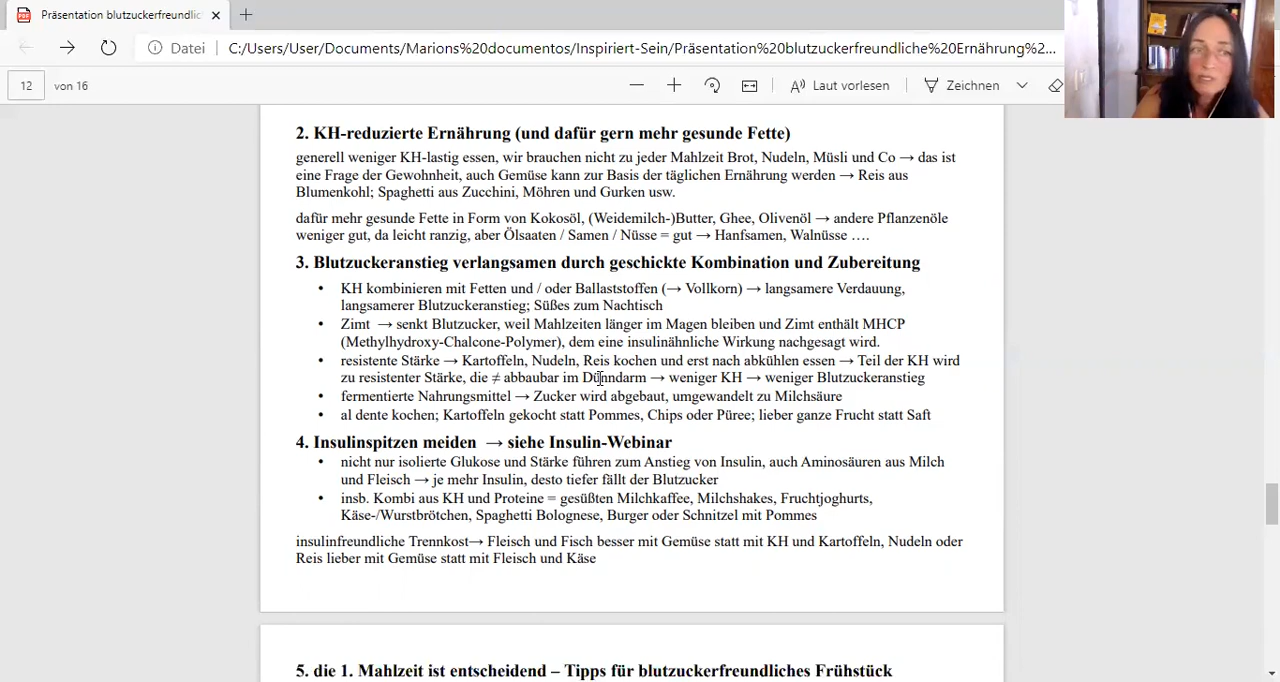 Präsentation blutzuckerfreundlic
Datei
C:/Users/User/Documents/Marions%20documentos/Inspiriert-Sein/Präsentation%20blutzuckerfreundliche%20Ernährung%2...
12 von 16
Laut vorlesen
Zeichnen
2. KH-reduzierte Ernährung (und dafür gern mehr gesunde Fette)
generell weniger KH-lastig essen, wir brauchen nicht zu jeder Mahlzeit Brot, Nudeln, Müsli und Co → das ist
eine Frage der Gewohnheit, auch Gemüse kann zur Basis der täglichen Ernährung werden → Reis aus
Blumenkohl; Spaghetti aus Zucchini, Möhren und Gurken usw.
dafür mehr gesunde Fette in Form von Kokosöl, (Weidemilch-)Butter, Ghee, Olivenöl → andere Pflanzenöle
weniger gut, da leicht ranzig, aber Ölsaaten / Samen / Nüsse = gut → Hanfsamen, Walnüsse ….
3. Blutzuckeranstieg verlangsamen durch geschickte Kombination und Zubereitung
• KH kombinieren mit Fetten und / oder Ballaststoffen (→ Vollkorn) → langsamere Verdauung,
langsamerer Blutzuckeranstieg; Süßes zum Nachtisch
• Zimt → senkt Blutzucker, weil Mahlzeiten länger im Magen bleiben und Zimt enthält MHCP
(Methylhydroxy-Chalcone-Polymer), dem eine insulinähnliche Wirkung nachgesagt wird.
• resistente Stärke → Kartoffeln, Nudeln, Reis kochen und erst nach abkühlen essen → Teil der KH wird
zu resistenter Stärke, die ≠ abbaubar im Dünndarm → weniger KH → weniger Blutzuckeranstieg
• fermentierte Nahrungsmittel → Zucker wird abgebaut, umgewandelt zu Milchsäure
• al dente kochen; Kartoffeln gekocht statt Pommes, Chips oder Püree; lieber ganze Frucht statt Saft
4. Insulinspitzen meiden → siehe Insulin-Webinar
• nicht nur isolierte Glukose und Stärke führen zum Anstieg von Insulin, auch Aminosäuren aus Milch
und Fleisch → je mehr Insulin, desto tiefer fällt der Blutzucker
• insb. Kombi aus KH und Proteine = gesüßten Milchkaffee, Milchshakes, Fruchtjoghurts,
Käse-/Wurstbrötchen, Spaghetti Bolognese, Burger oder Schnitzel mit Pommes
insulinfreundliche Trennkost→ Fleisch und Fisch besser mit Gemüse statt mit KH und Kartoffeln, Nudeln oder
Reis lieber mit Gemüse statt mit Fleisch und Käse
5. die 1. Mahlzeit ist entscheidend – Tipps für blutzuckerfreundliches Frühstück